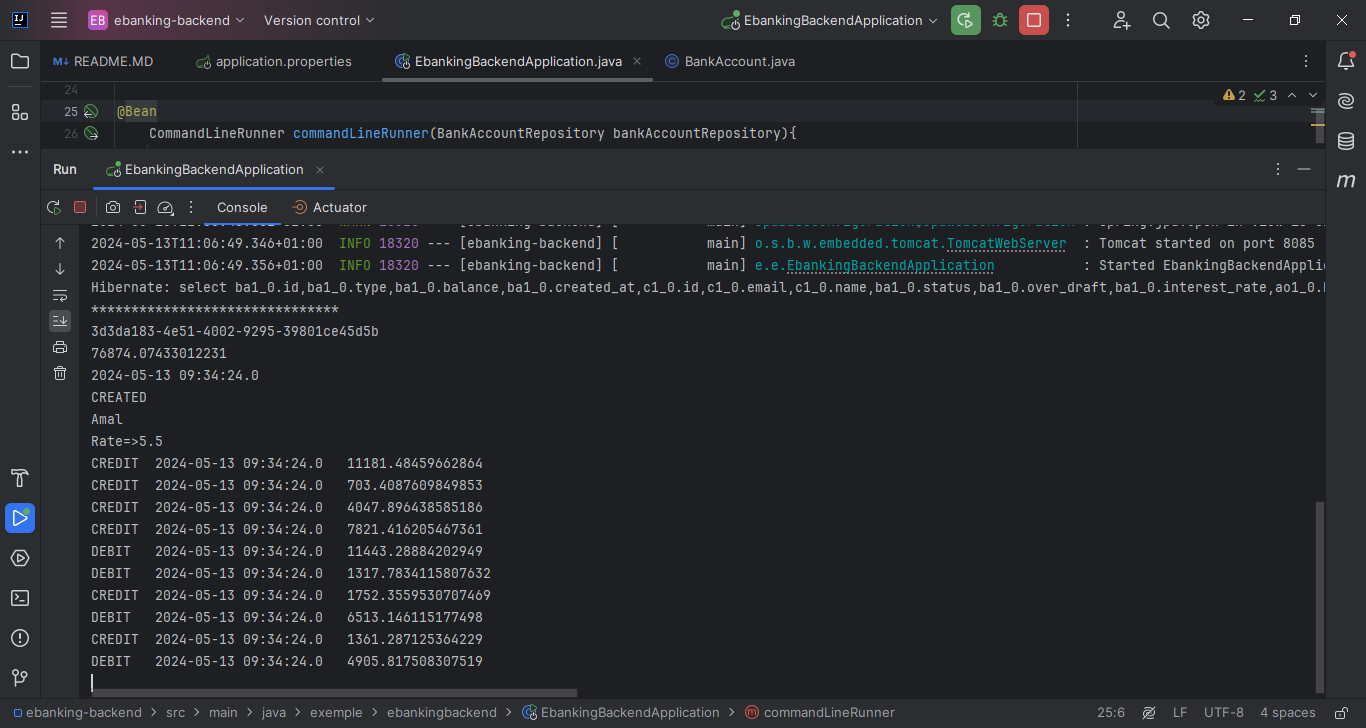 EB ebanking-backend Version control EbankingBackendApplication
M↓ README.MD application.properties EbankingBackendApplication.java BankAccount.java
24
25 @Bean 2 3
26 CommandLineRunner commandLineRunner(BankAccountRepository bankAccountRepository){
Run EbankingBackendApplication
Console Actuator
2024-05-13T11:06:49.346+01:00 INFO 18320 --- [ebanking-backend] [ main] o.s.b.w.embedded.tomcat.TomcatWebServer : Tomcat started on port 8085
2024-05-13T11:06:49.356+01:00 INFO 18320 --- [ebanking-backend] [ main] e.e.EbankingBackendApplication : Started EbankingBackendAppli
Hibernate: select ba1_0.id,ba1_0.type,ba1_0.balance,ba1_0.created_at,c1_0.id,c1_0.email,c1_0.name,ba1_0.status,ba1_0.over_draft,ba1_0.interest_rate,ao1_0.
*******************************
3d3da183-4e51-4002-9295-39801ce45d5b
76874.07433012231
2024-05-13 09:34:24.0
CREATED
Amal
Rate=>5.5
CREDIT 2024-05-13 09:34:24.0 11181.48459662864
CREDIT 2024-05-13 09:34:24.0 703.4087609849853
CREDIT 2024-05-13 09:34:24.0 4047.896438585186
CREDIT 2024-05-13 09:34:24.0 7821.416205467361
DEBIT 2024-05-13 09:34:24.0 11443.28884202949
DEBIT 2024-05-13 09:34:24.0 1317.7834115807632
CREDIT 2024-05-13 09:34:24.0 1752.3559530707469
DEBIT 2024-05-13 09:34:24.0 6513.146115177498
CREDIT 2024-05-13 09:34:24.0 1361.287125364229
DEBIT 2024-05-13 09:34:24.0 4905.817508307519
ebanking-backend > src > main > java > exemple > ebankingbackend > EbankingBackendApplication > commandLineRunner 25:6 LF UTF-8 4 spaces